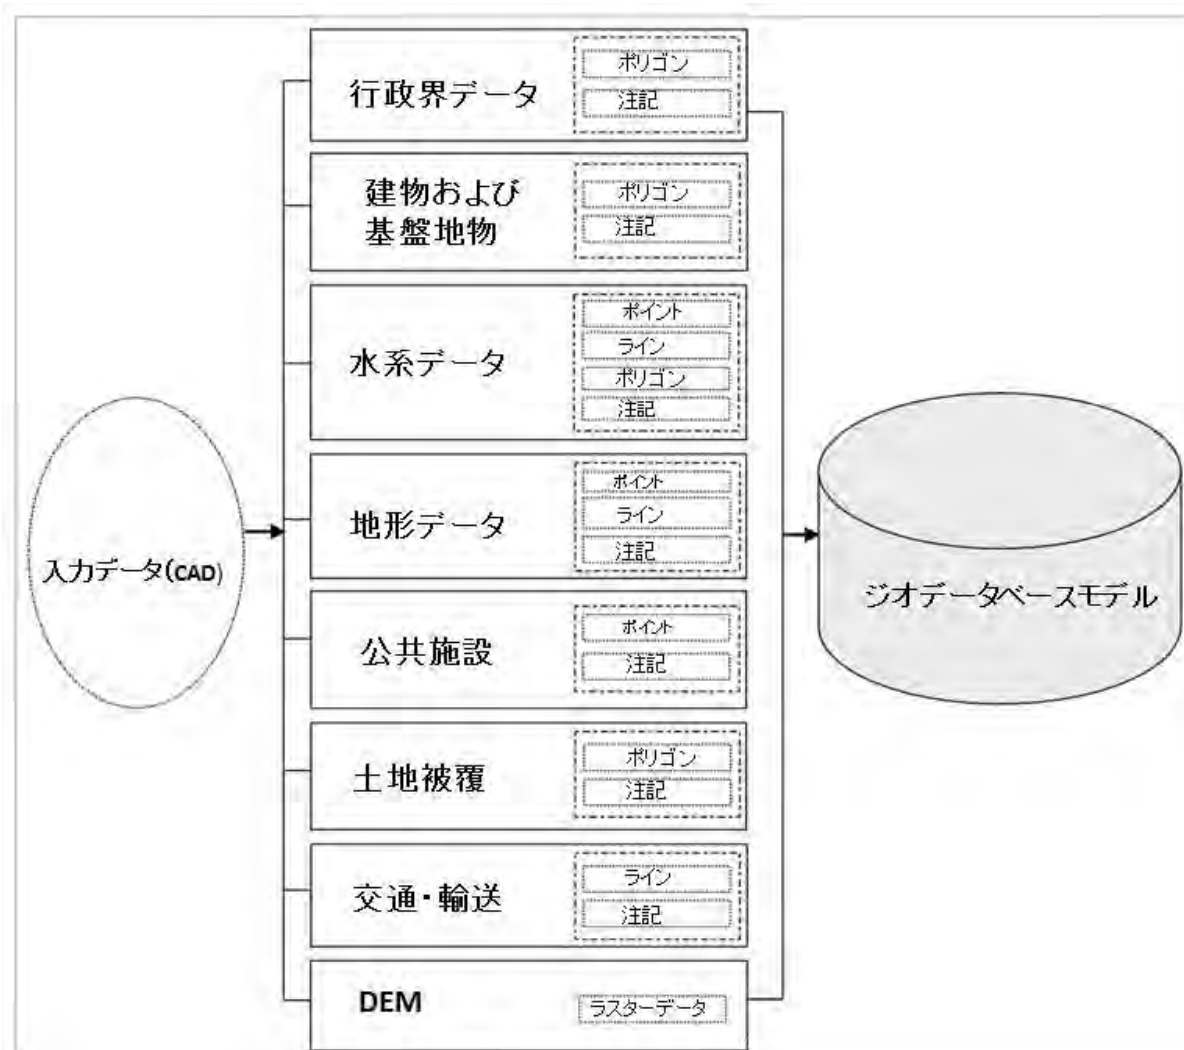 行政界データ
ポリゴン
注記
建物および
基盤地物
ポリゴン
注記
水系データ
ポイント
ライン
ポリゴン
注記
地形データ
ポイント
ライン
注記
入力データ(CAD)
ジオデータベースモデル
公共施設
ポイント
注記
土地被覆
ポリゴン
注記
交通・輸送
ライン
注記
DEM
ラスターデータ